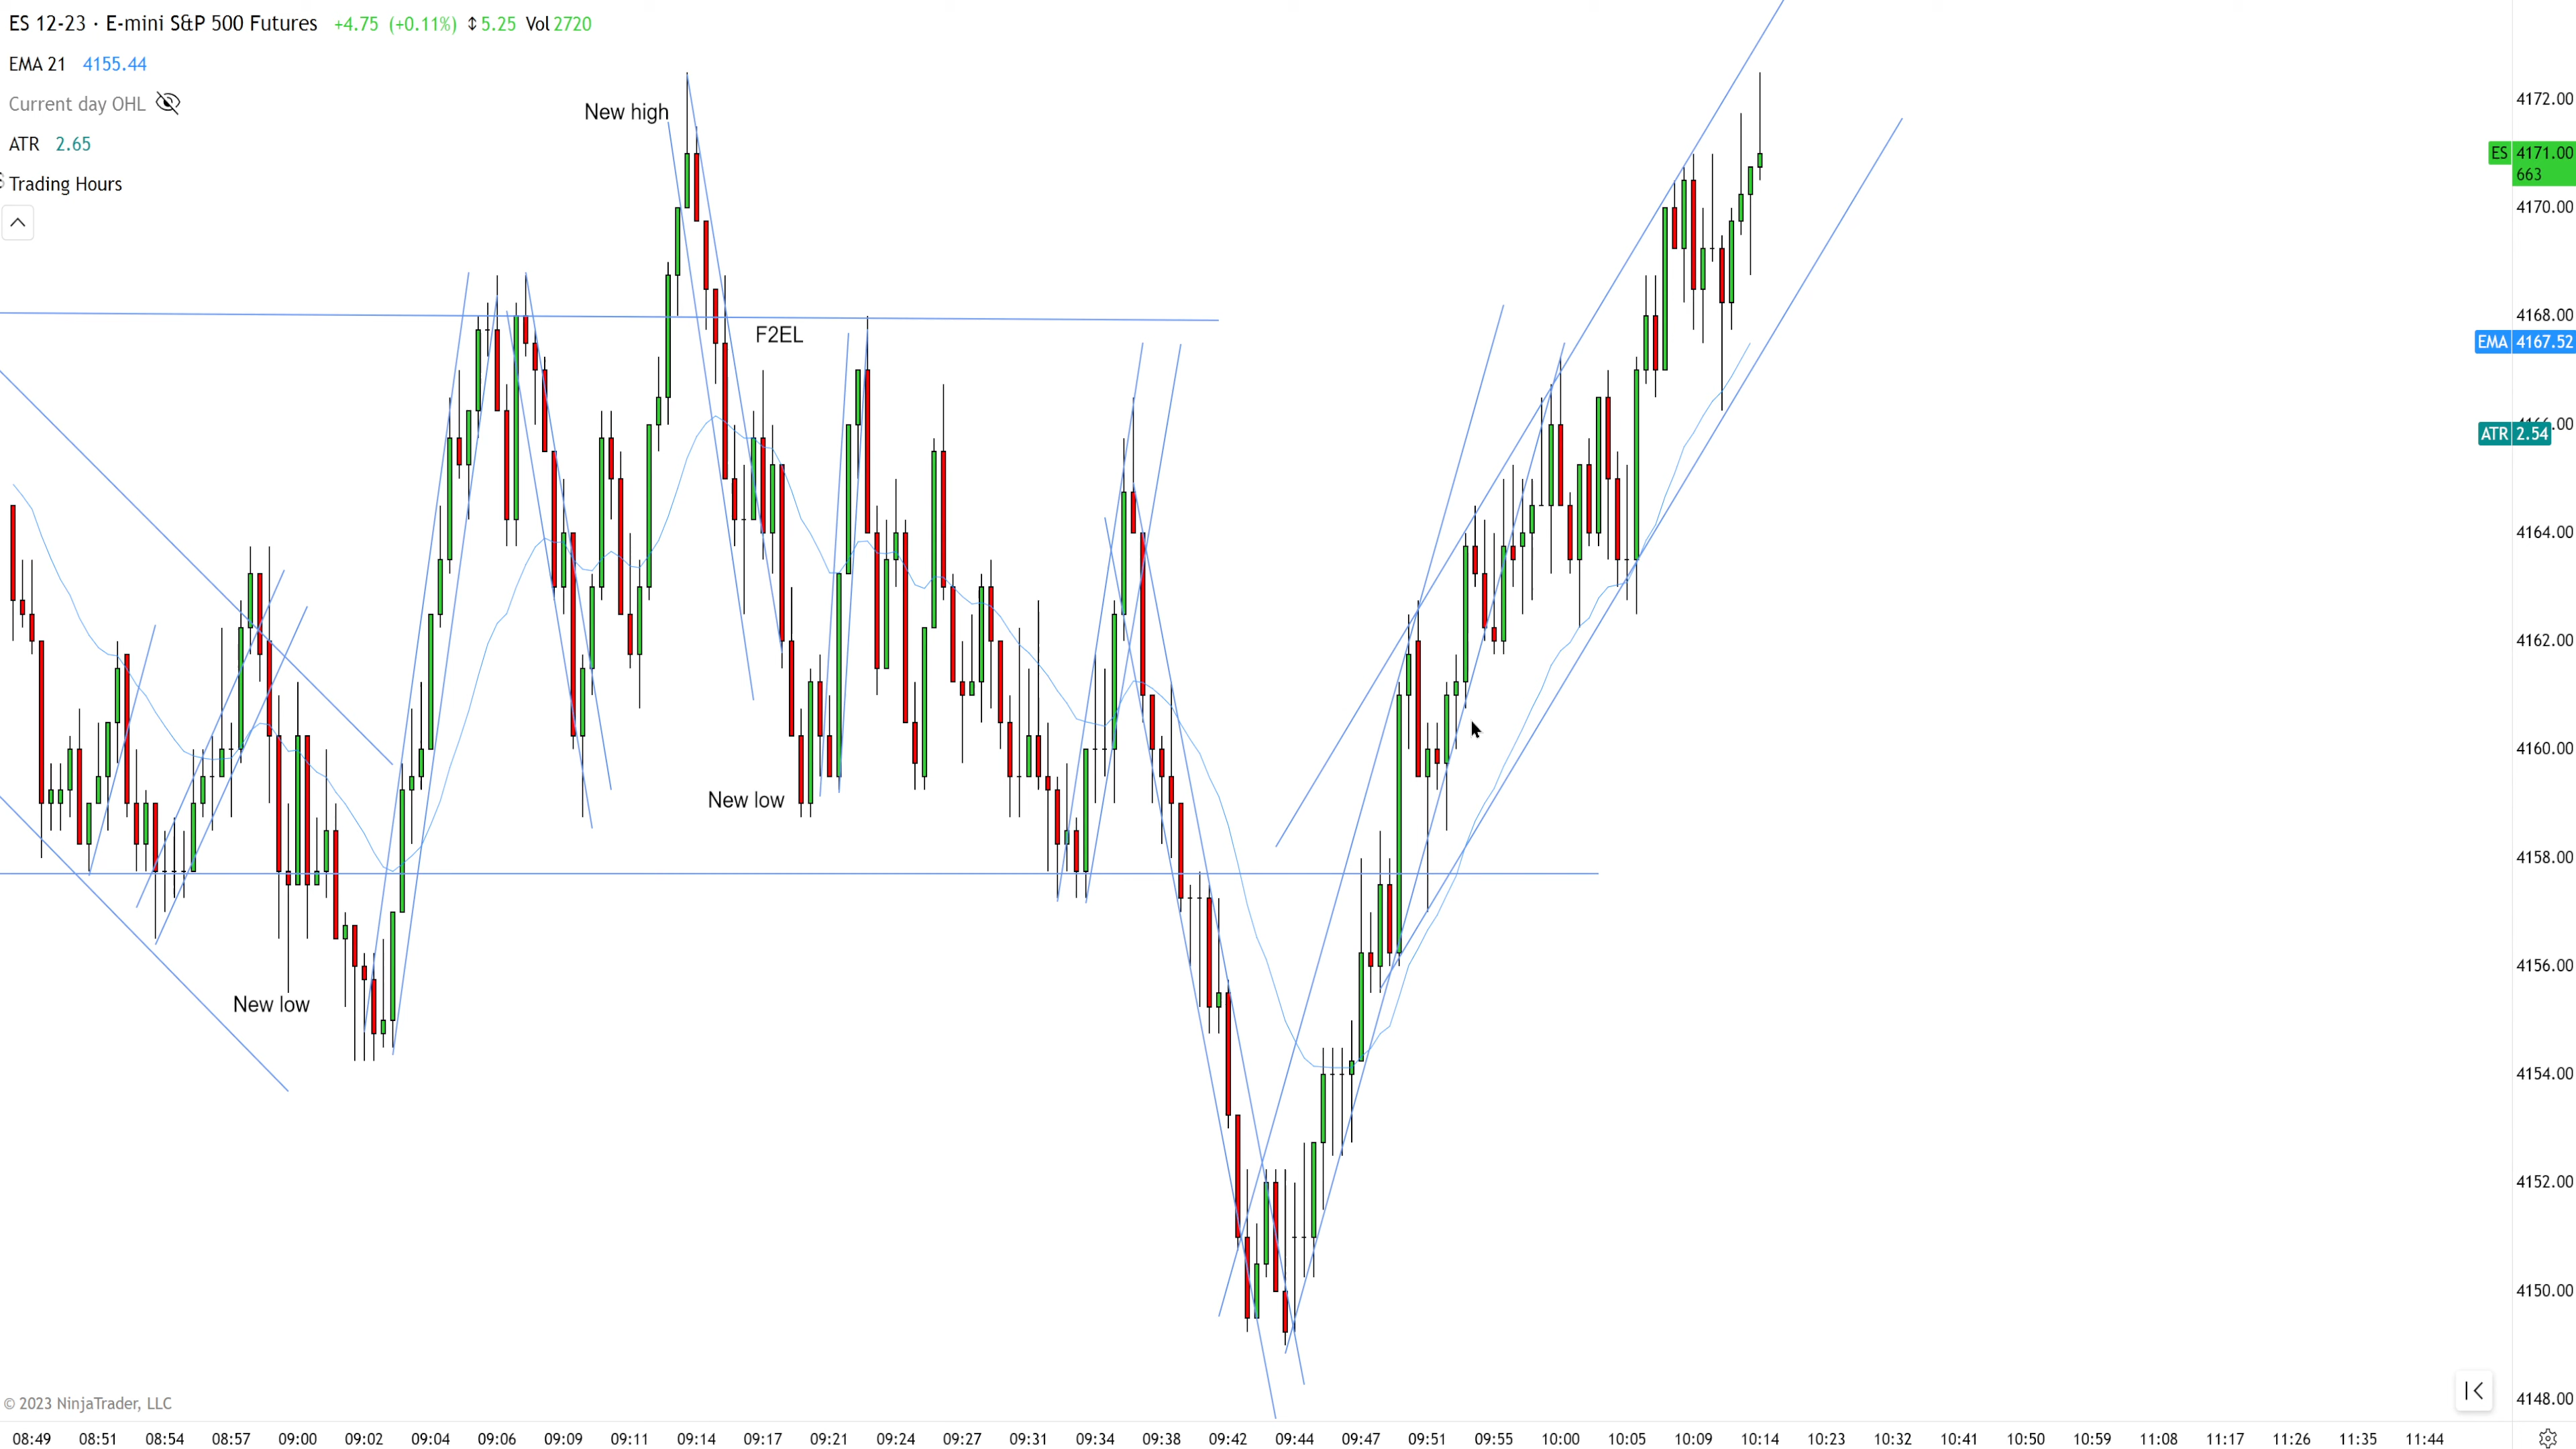 ES 12-23 · E-mini S&P 500 Futures +4.75 (+0.11%) ↕5.25 Vol 2720
EMA 21 4155.44
Current day OHL
ATR 2.65
Trading Hours
New high
F2EL
New low
New low
4172.00
ES 4171.00
663
4170.00
4168.00
EMA 4167.52
ATR 2.54
4164.00
4162.00
4160.00
4158.00
4156.00
4154.00
4152.00
4150.00
4148.00
© 2023 NinjaTrader, LLC
08:49 08:51 08:54 08:57 09:00 09:02 09:04 09:06 09:09 09:11 09:14 09:17 09:21 09:24 09:27 09:31 09:34 09:38 09:42 09:44 09:47 09:51 09:55 10:00 10:05 10:09 10:14 10:23 10:32 10:41 10:50 10:59 11:08 11:17 11:26 11:35 11:44